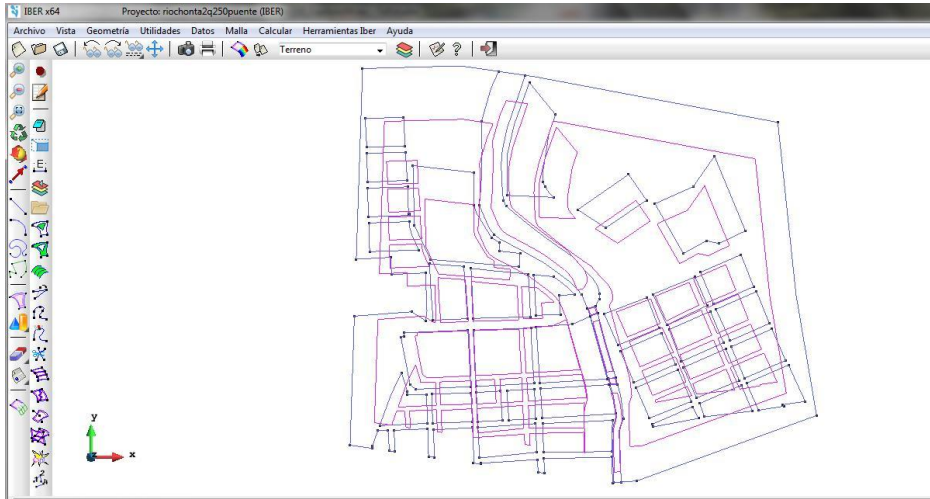 IBER x64 Proyecto: riochonta2q250puente (IBER)
Archivo Vista Geometría Utilidades Datos Malla Calcular Herramientas Iber Ayuda
Terreno
E
y
x